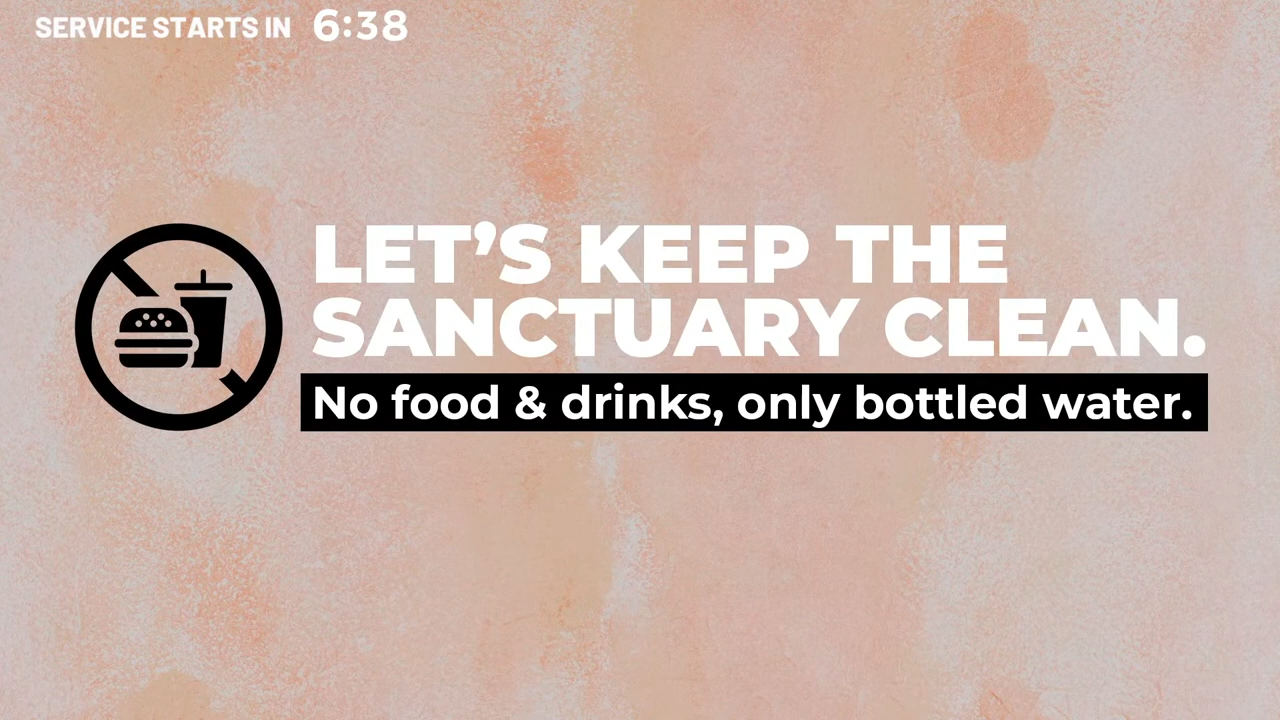 SERVICE STARTS IN 6:38
LET’S KEEP THE
SANCTUARY CLEAN.
No food & drinks, only bottled water.